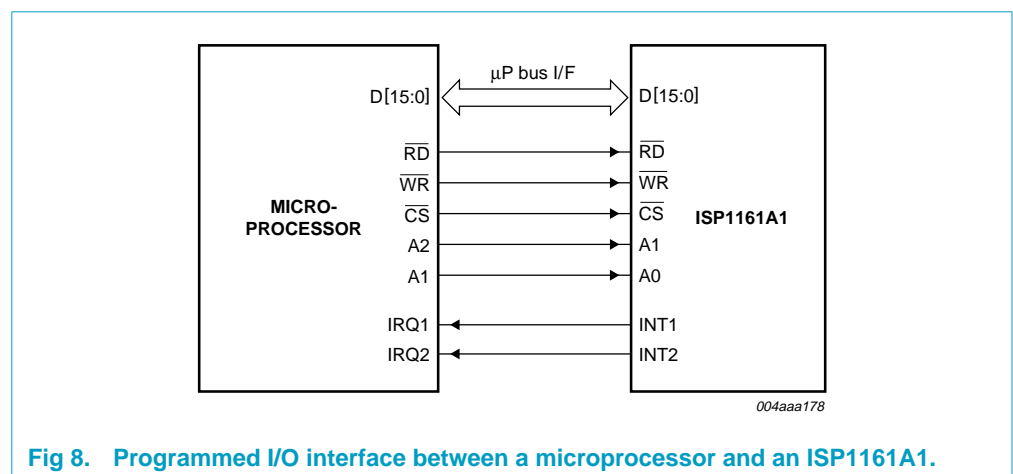 μP bus I/F
D[15:0] D[15:0]
RD RD
WR WR
CS CS
MICRO-
PROCESSOR
ISP1161A1
A2 A1
A1 A0
IRQ1 INT1
IRQ2 INT2
004aaa178
Fig 8. Programmed I/O interface between a microprocessor and an ISP1161A1.